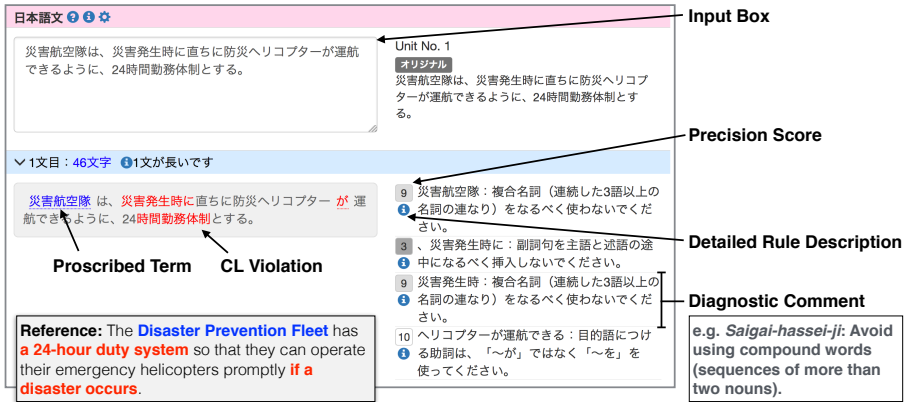 日本語文
災害航空隊は、災害発生時に直ちに防災ヘリコプターが運航
できるように、24時間勤務体制とする。
Unit No. 1
オリジナル
災害航空隊は、災害発生時に直ちに防災ヘリコプ
ターが運航できるように、24時間勤務体制とす
る。
Input Box
1文目：46文字 1文が長いです
災害航空隊 は、災害発生時に直ちに防災ヘリコプター が 運
航できるように、24時間勤務体制とする。
Proscribed Term
CL Violation
Precision Score
9 災害航空隊：複合名詞（連続した3語以上の
名詞の連なり）をなるべく使わないでくだ
さい。
Detailed Rule Description
3 、災害発生時に：副詞句を主語と述語の途
中になるべく挿入しないでください。
9 災害発生時：複合名詞（連続した3語以上の
名詞の連なり）をなるべく使わないでくだ
さい。
Diagnostic Comment
10 ヘリコプターが運航できる：目的語につけ
る助詞は、「〜が」ではなく「〜を」を
使ってください。
Reference: The Disaster Prevention Fleet has
a 24-hour duty system so that they can operate
their emergency helicopters promptly if a
disaster occurs.
e.g. Saigai-hassei-ji: Avoid
using compound words
(sequences of more than
two nouns).